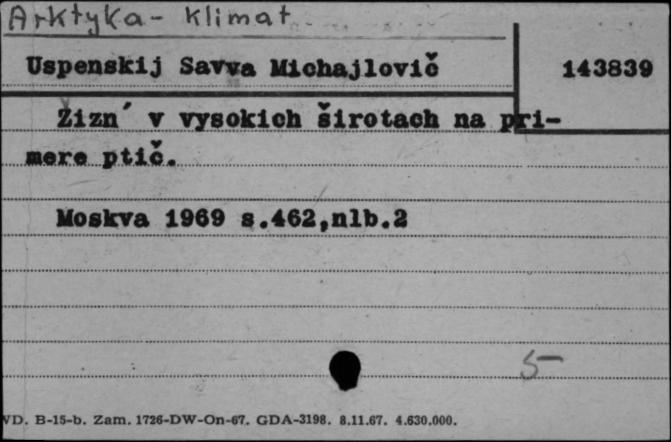 Arktyka - klimat
Uspenskij Savva Michajlovič
143839
Žizn´ v vysokich širotach na pri-
mere ptič.
Moskva 1969 s.462,nlb.2
5
VD. B-15-b. Zam. 1726-DW-On-67. GDA-3198. 8.11.67. 4.630.000.